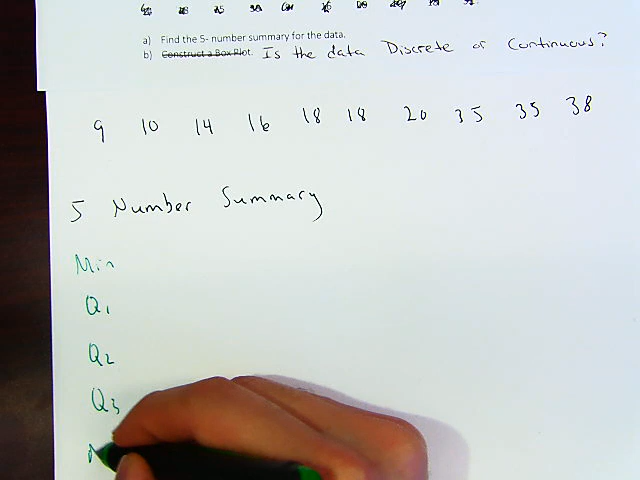 a) Find the 5- number summary for the data.
b) Construct a Box Plot. Is the data Discrete or Continuous?
9 10 14 16 18 18 20 35 35 38
5 Number Summary
Min
Q1
Q2
Q3